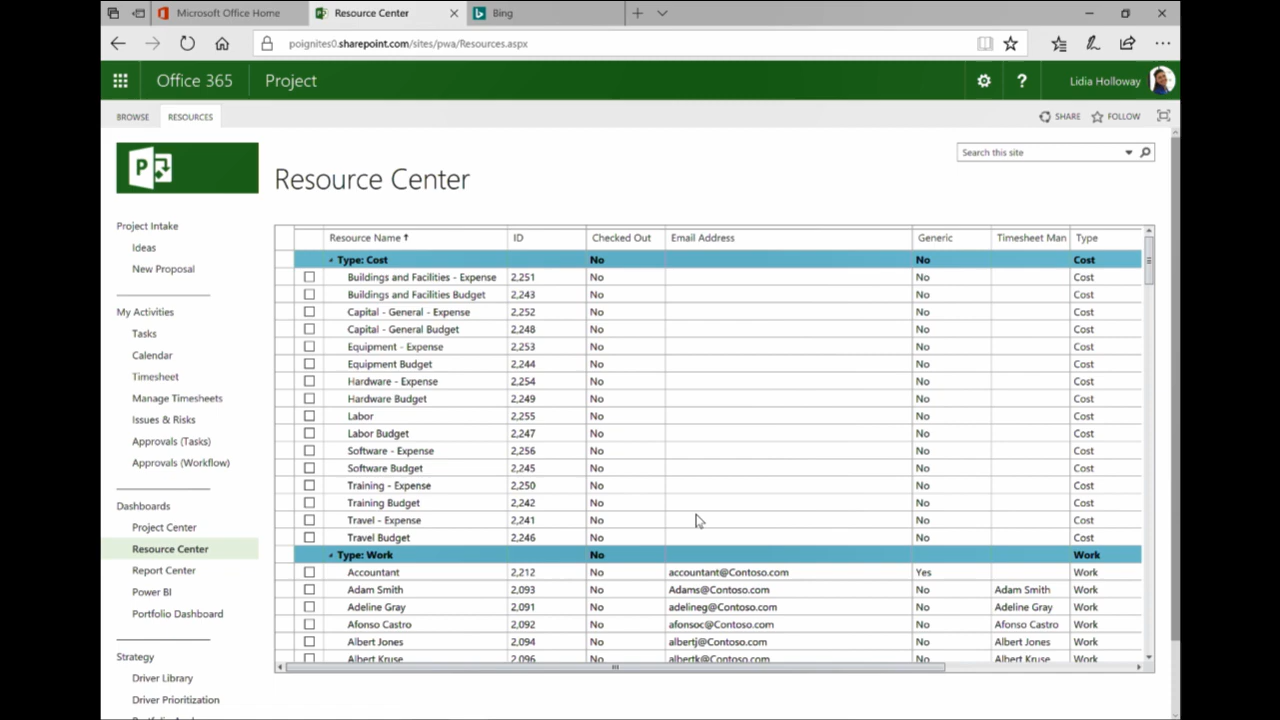 Microsoft Office Home
Resource Center
Bing
poignites0.sharepoint.com/sites/pwa/Resources.aspx
Office 365
Project
Lidia Holloway
BROWSE
RESOURCES
SHARE
FOLLOW
Search this site
Resource Center
Project Intake
Ideas
New Proposal
My Activities
Tasks
Calendar
Timesheet
Manage Timesheets
Issues & Risks
Approvals (Tasks)
Approvals (Workflow)
Dashboards
Project Center
Resource Center
Report Center
Power BI
Portfolio Dashboard
Strategy
Driver Library
Driver Prioritization
Resource Name ID Checked Out Email Address Generic Timesheet Man Type
Type: Cost No No Cost
Buildings and Facilities - Expense 2,251 No No Cost
Buildings and Facilities Budget 2,243 No No Cost
Capital - General - Expense 2,252 No No Cost
Capital - General Budget 2,248 No No Cost
Equipment - Expense 2,253 No No Cost
Equipment Budget 2,244 No No Cost
Hardware - Expense 2,254 No No Cost
Hardware Budget 2,249 No No Cost
Labor 2,255 No No Cost
Labor Budget 2,247 No No Cost
Software - Expense 2,256 No No Cost
Software Budget 2,245 No No Cost
Training - Expense 2,250 No No Cost
Training Budget 2,242 No No Cost
Travel - Expense 2,241 No No Cost
Travel Budget 2,246 No No Cost
Type: Work No Work
Accountant 2,212 No accountant@Contoso.com Yes Work
Adam Smith 2,093 No Adams@Contoso.com No Adam Smith Work
Adeline Gray 2,091 No adelineg@Contoso.com No Adeline Gray Work
Afonso Castro 2,092 No afonsoc@Contoso.com No Afonso Castro Work
Albert Jones 2,094 No albertj@Contoso.com No Albert Jones Work
Albert Kruse 2,096 No albertk@Contoso.com No Albert Kruse Work